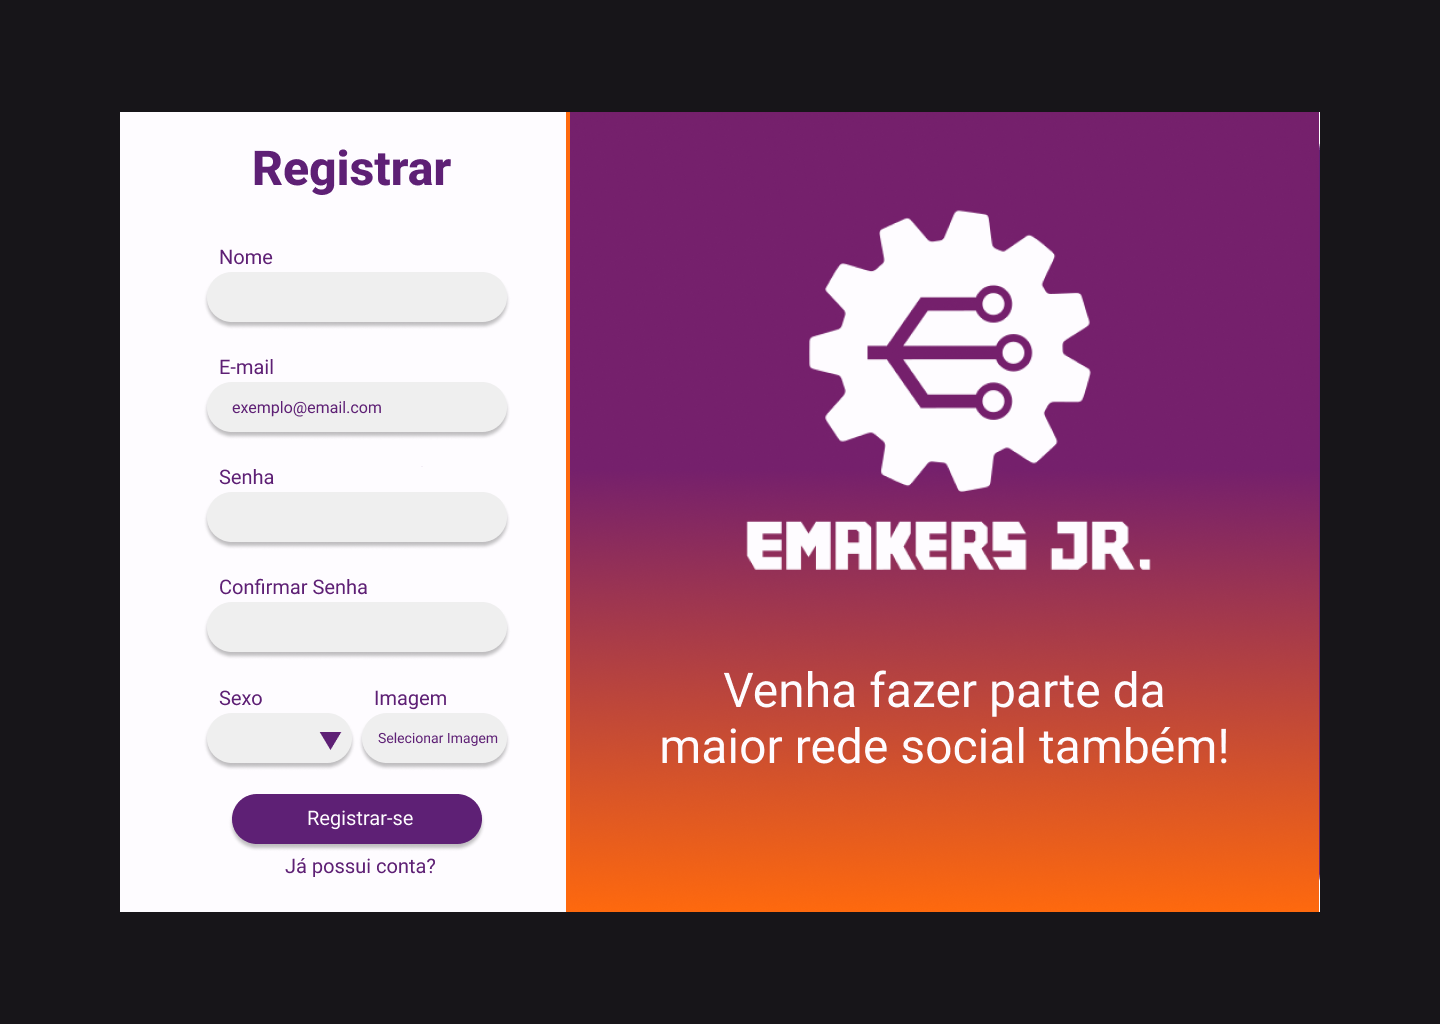 Registrar
Nome
E-mail
exemplo@email.com
Senha
Confirmar Senha
Sexo
Imagem
Selecionar Imagem
Registrar-se
Já possui conta?
EMAKERS JR.
Venha fazer parte da
maior rede social também!